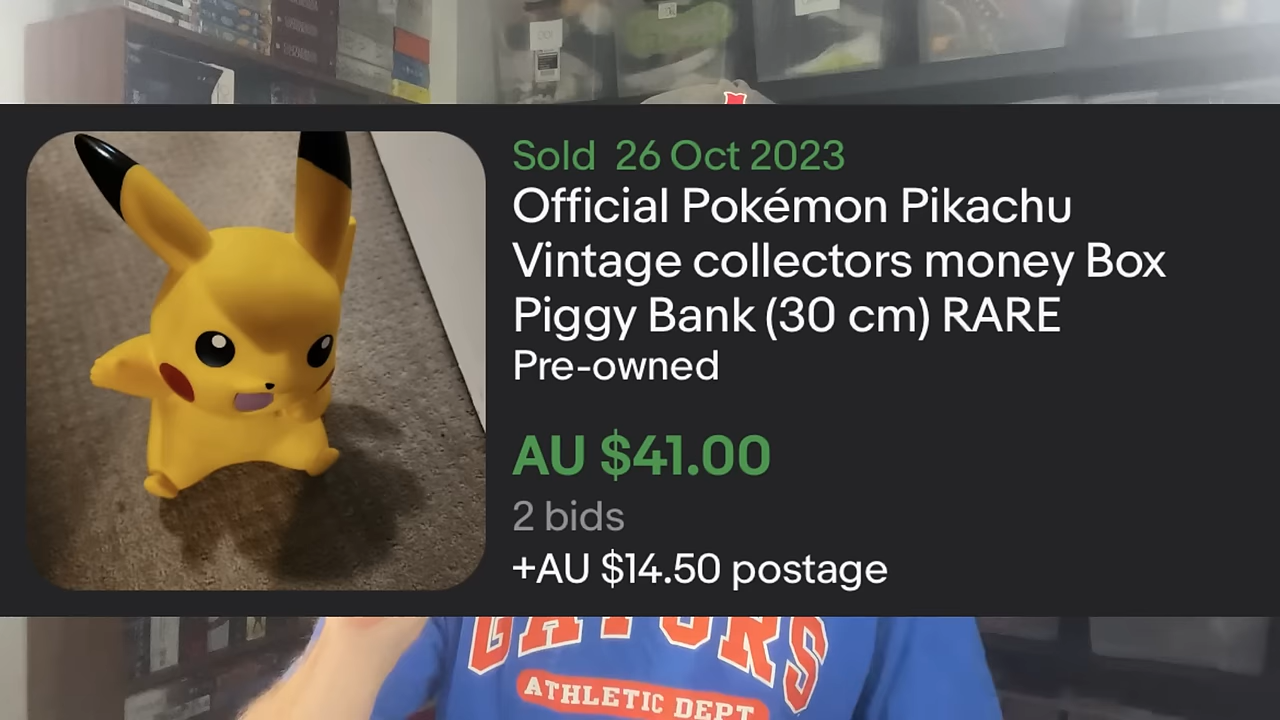 Sold 26 Oct 2023
Official Pokémon Pikachu
Vintage collectors money Box
Piggy Bank (30 cm) RARE
Pre-owned
AU $41.00
2 bids
+AU $14.50 postage
GATORS
ATHLETIC DEPT